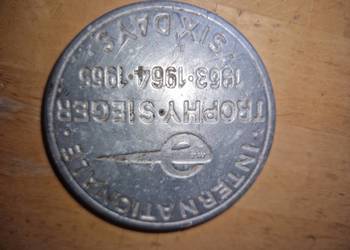 · INTERNATIONALE ·
TROPHY·SIEGER
1963·1964·1965
· SIX DAYS ·